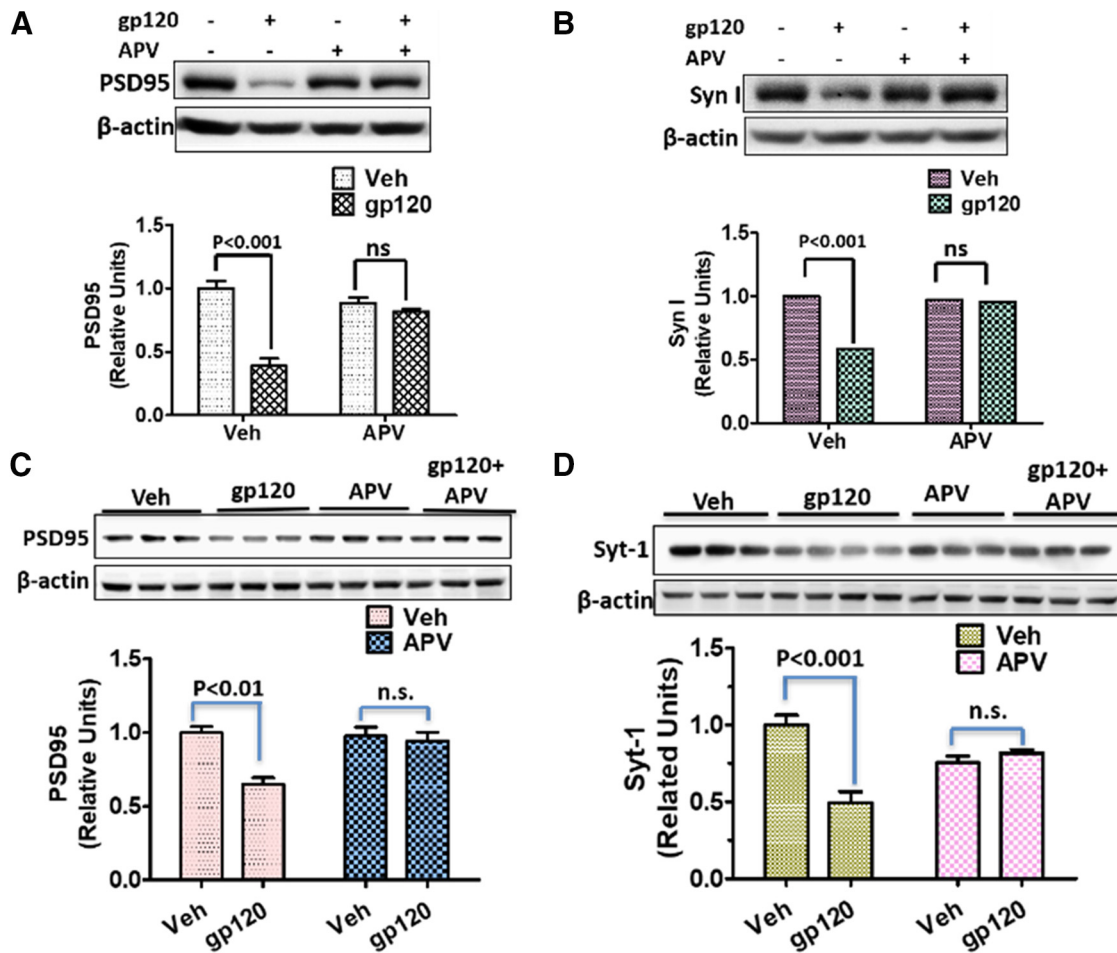 A
gp120 - + - +
APV - - + +
PSD95
β-actin
Veh
gp120
1.5
1.0
0.5
0.0
PSD95
(Relative Units)
P<0.001
ns
Veh APV
B
gp120 - + - +
APV - - + +
Syn I
β-actin
Veh
gp120
1.5
1.0
0.5
0.0
Syn I
(Relative Units)
P<0.001
ns
Veh APV
C
Veh gp120 APV gp120+
APV
PSD95
β-actin
Veh
APV
1.5
1.0
0.5
0.0
PSD95
(Relative Units)
P<0.01
n.s.
Veh gp120 Veh gp120
D
Veh gp120 APV gp120+
APV
Syt-1
β-actin
Veh
APV
1.5
1.0
0.5
0.0
Syt-1
(Related Units)
P<0.001
n.s.
Veh gp120 Veh gp120